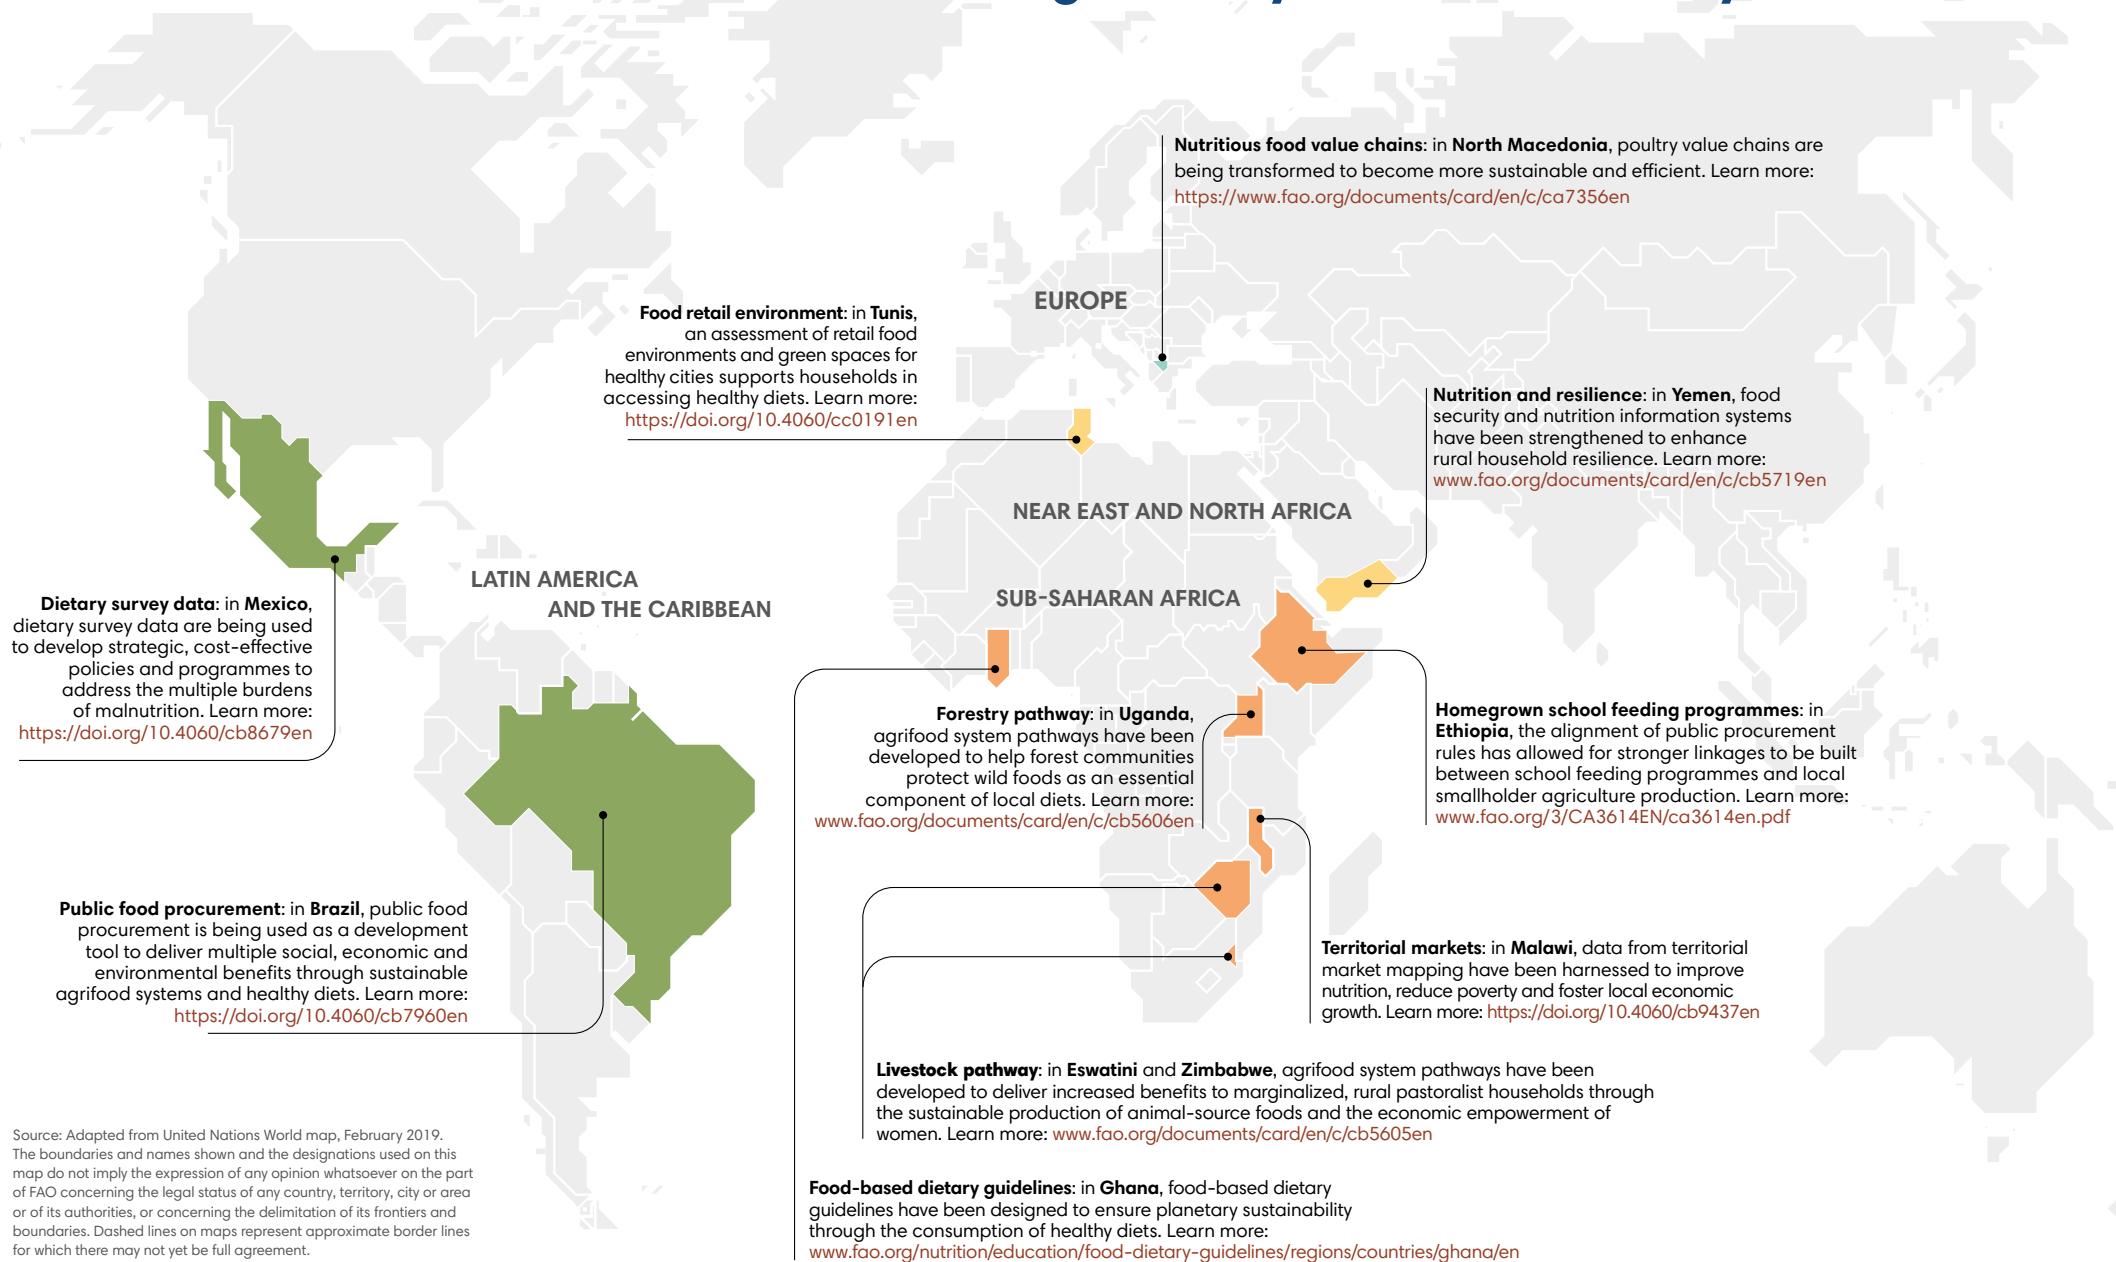 Nutritious food value chains: in North Macedonia, poultry value chains are
being transformed to become more sustainable and efficient. Learn more:
https://www.fao.org/documents/card/en/c/ca7356en
EUROPE
Food retail environment: in Tunis,
an assessment of retail food
environments and green spaces for
healthy cities supports households in
accessing healthy diets. Learn more:
https://doi.org/10.4060/cc0191en
Nutrition and resilience: in Yemen, food
security and nutrition information systems
have been strengthened to enhance
rural household resilience. Learn more:
www.fao.org/documents/card/en/c/cb5719en
NEAR EAST AND NORTH AFRICA
LATIN AMERICA
AND THE CARIBBEAN
SUB-SAHARAN AFRICA
Dietary survey data: in Mexico,
dietary survey data are being used
to develop strategic, cost-effective
policies and programmes to
address the multiple burdens
of malnutrition. Learn more:
https://doi.org/10.4060/cb8679en
Forestry pathway: in Uganda,
agrifood system pathways have been
developed to help forest communities
protect wild foods as an essential
component of local diets. Learn more:
www.fao.org/documents/card/en/c/cb5606en
Homegrown school feeding programmes: in
Ethiopia, the alignment of public procurement
rules has allowed for stronger linkages to be built
between school feeding programmes and local
smallholder agriculture production. Learn more:
www.fao.org/3/CA3614EN/ca3614en.pdf
Public food procurement: in Brazil, public food
procurement is being used as a development
tool to deliver multiple social, economic and
environmental benefits through sustainable
agrifood systems and healthy diets. Learn more:
https://doi.org/10.4060/cb7960en
Territorial markets: in Malawi, data from territorial
market mapping have been harnessed to improve
nutrition, reduce poverty and foster local economic
growth. Learn more: https://doi.org/10.4060/cb9437en
Livestock pathway: in Eswatini and Zimbabwe, agrifood system pathways have been
developed to deliver increased benefits to marginalized, rural pastoralist households through
the sustainable production of animal-source foods and the economic empowerment of
women. Learn more: www.fao.org/documents/card/en/c/cb5605en
Food-based dietary guidelines: in Ghana, food-based dietary
guidelines have been designed to ensure planetary sustainability
through the consumption of healthy diets. Learn more:
www.fao.org/nutrition/education/food-dietary-guidelines/regions/countries/ghana/en
Source: Adapted from United Nations World map, February 2019.
The boundaries and names shown and the designations used on this
map do not imply the expression of any opinion whatsoever on the part
of FAO concerning the legal status of any country, territory, city or area
or of its authorities, or concerning the delimitation of its frontiers and
boundaries. Dashed lines on maps represent approximate border lines
for which there may not yet be full agreement.